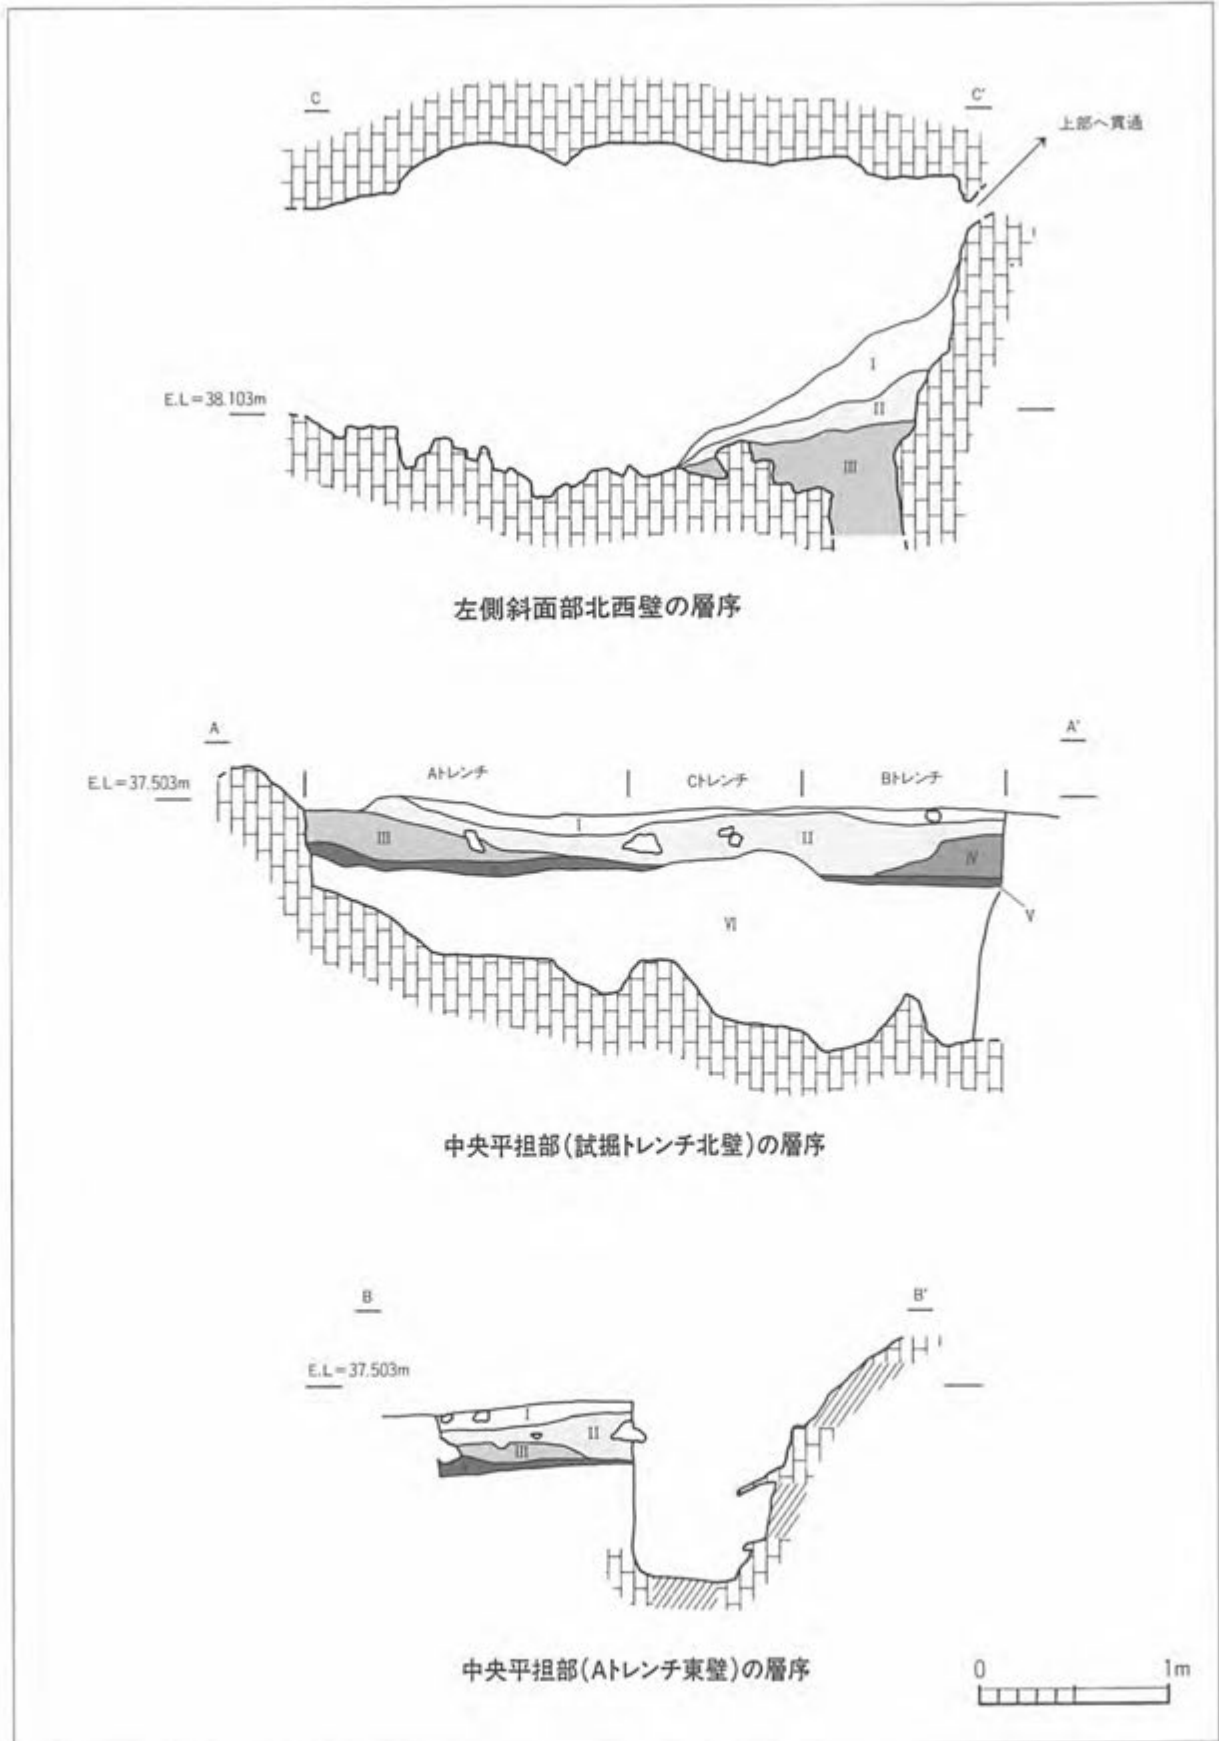 C
C'
上部へ貫通
I
E.L=38.103m
II
III
左側斜面部北西壁の層序
A
A'
E.L=37.503m
Aトレンチ
Cトレンチ
Bトレンチ
I
III
II
IV
V
VI
中央平担部(試掘トレンチ北壁)の層序
B
B'
E.L=37.503m
I
II
III
中央平担部(Aトレンチ東壁)の層序
0
1m